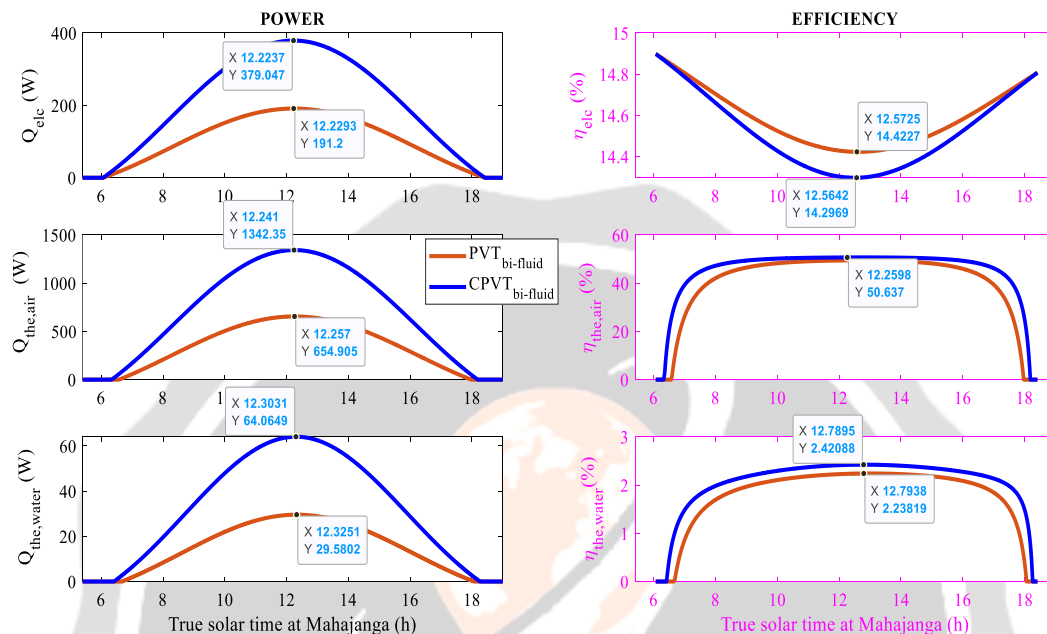 POWER
Q_elc (W)
400
200
0
6 8 10 12 14 16 18
X 12.2237
Y 379.047
X 12.2293
Y 191.2
EFFICIENCY
η_elc (%)
15
14.8
14.6
14.4
6 8 10 12 14 16 18
X 12.5725
Y 14.4227
X 12.5642
Y 14.2969
Q_the,air (W)
1500
1000
500
0
6 8 10 12 14 16 18
X 12.241
Y 1342.35
X 12.257
Y 654.905
PVT_bi-fluid
CPVT_bi-fluid
η_the,air (%)
60
40
20
0
6 8 10 12 14 16 18
X 12.2598
Y 50.637
Q_the,water (W)
60
40
20
0
6 8 10 12 14 16 18
X 12.3031
Y 64.0649
X 12.3251
Y 29.5802
True solar time at Mahajanga (h)
η_the,water (%)
3
2
1
0
6 8 10 12 14 16 18
X 12.7895
Y 2.42088
X 12.7938
Y 2.23819
True solar time at Mahajanga (h)